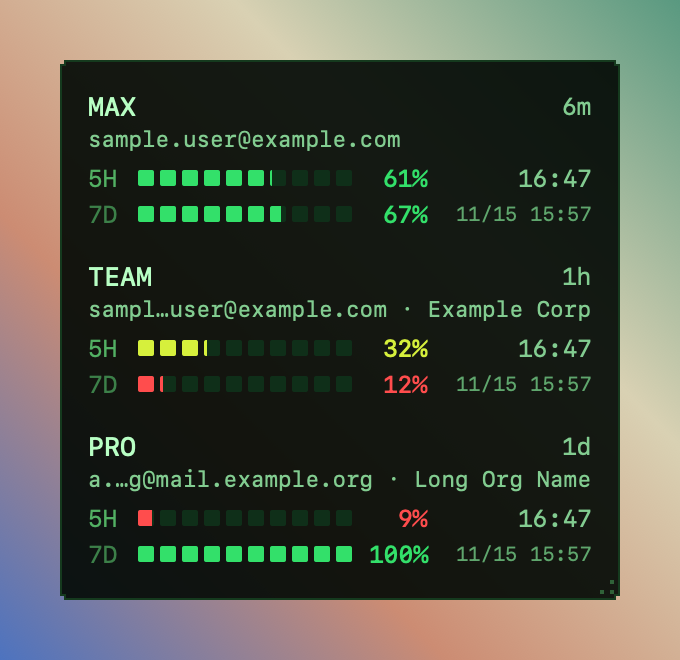 MAX 6m
sample.user@example.com
5H 61% 16:47
7D 67% 11/15 15:57
TEAM 1h
sampl…user@example.com · Example Corp
5H 32% 16:47
7D 12% 11/15 15:57
PRO 1d
a.…g@mail.example.org · Long Org Name
5H 9% 16:47
7D 100% 11/15 15:57